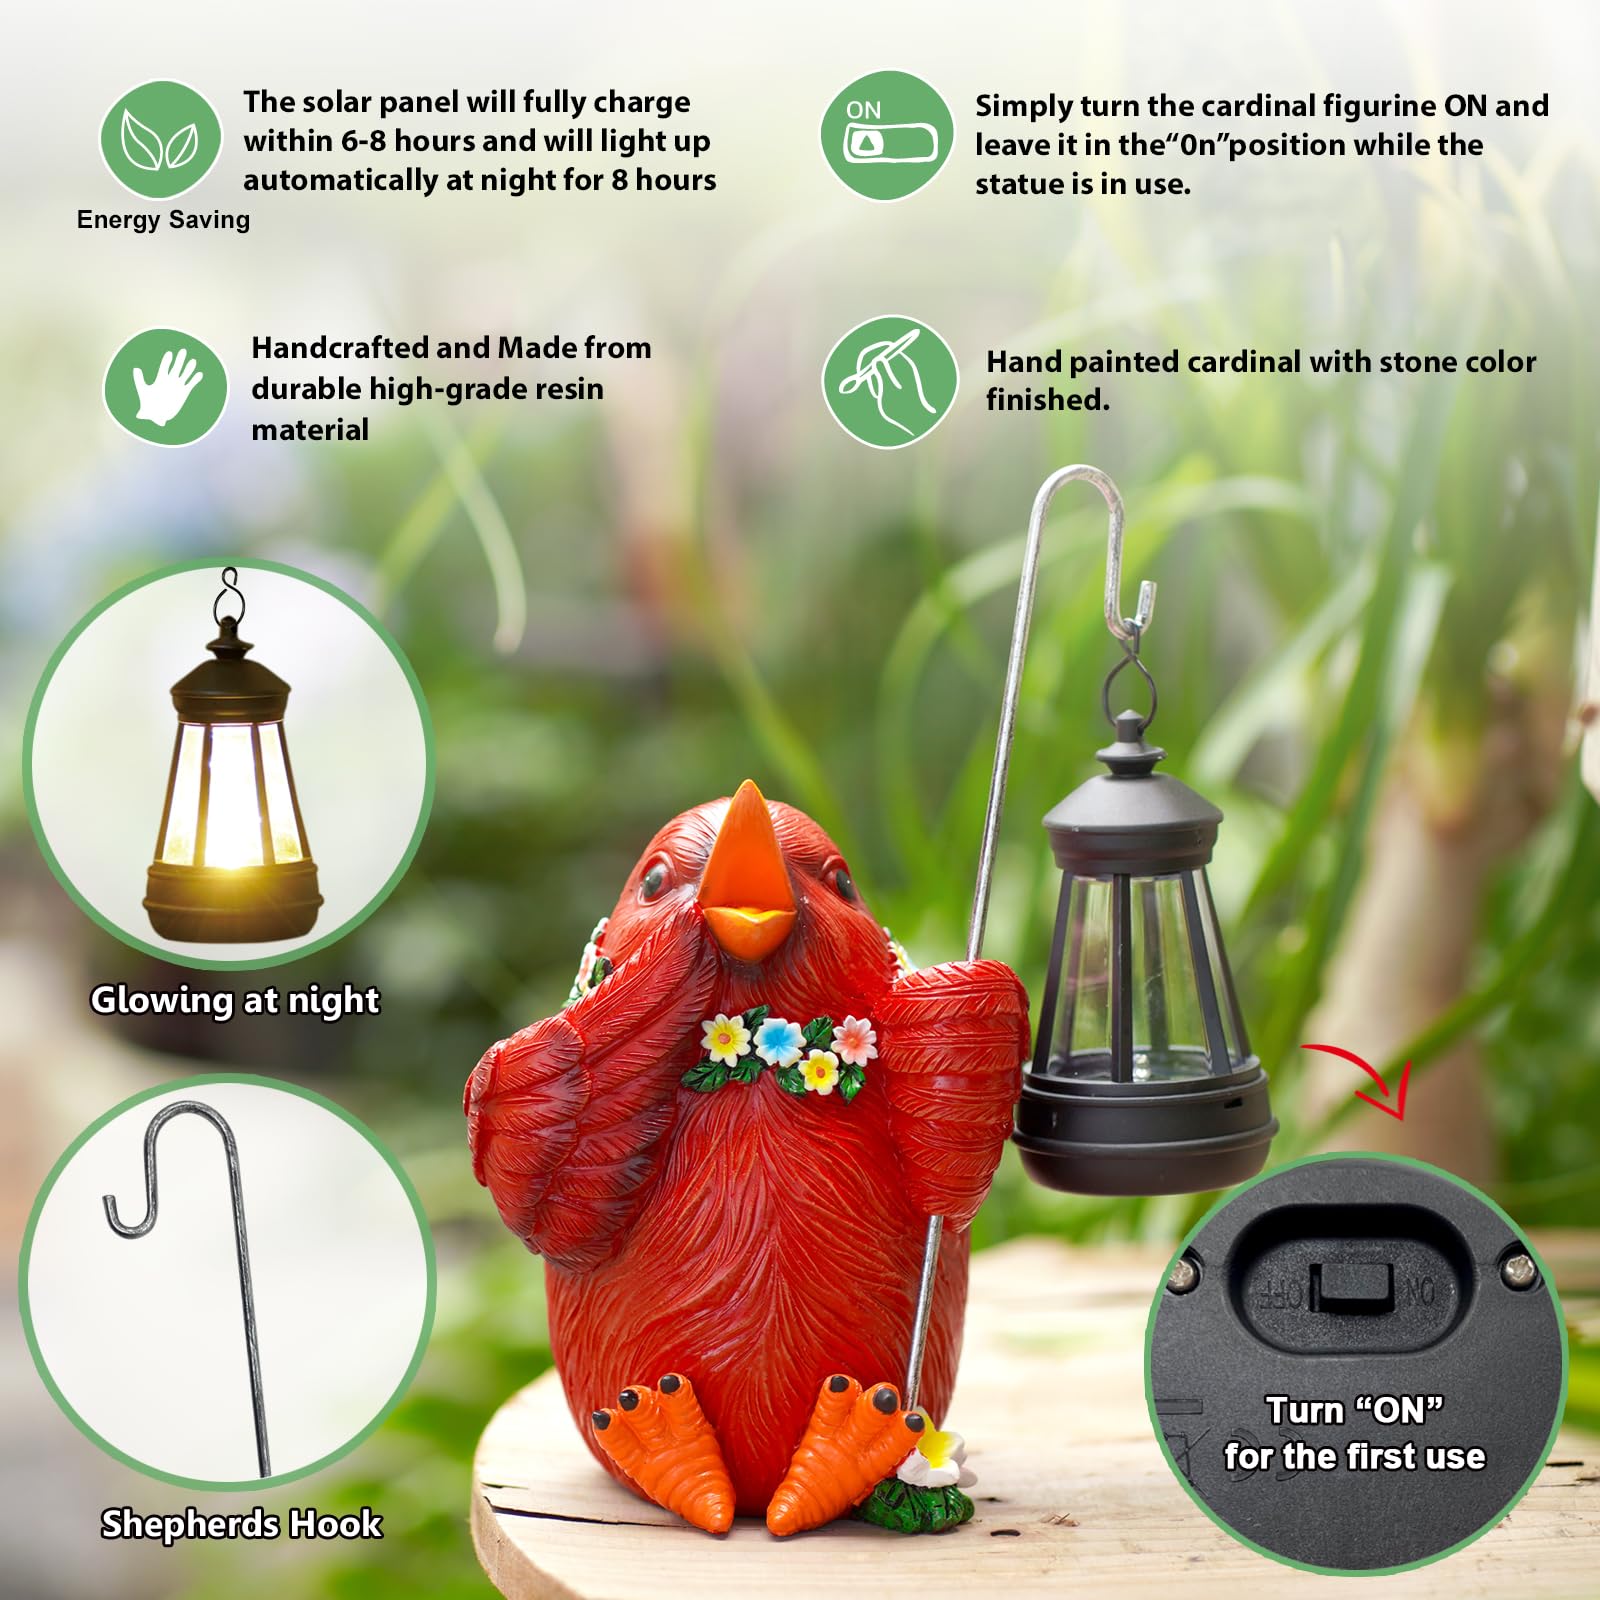 The solar panel will fully charge
within 6-8 hours and will light up
automatically at night for 8 hours
Energy Saving
ON
Simply turn the cardinal figurine ON and
leave it in the“0n”position while the
statue is in use.
Handcrafted and Made from
durable high-grade resin
material
Hand painted cardinal with stone color
finished.
Glowing at night
Shepherds Hook
OFF ON
Turn “ON”
for the first use